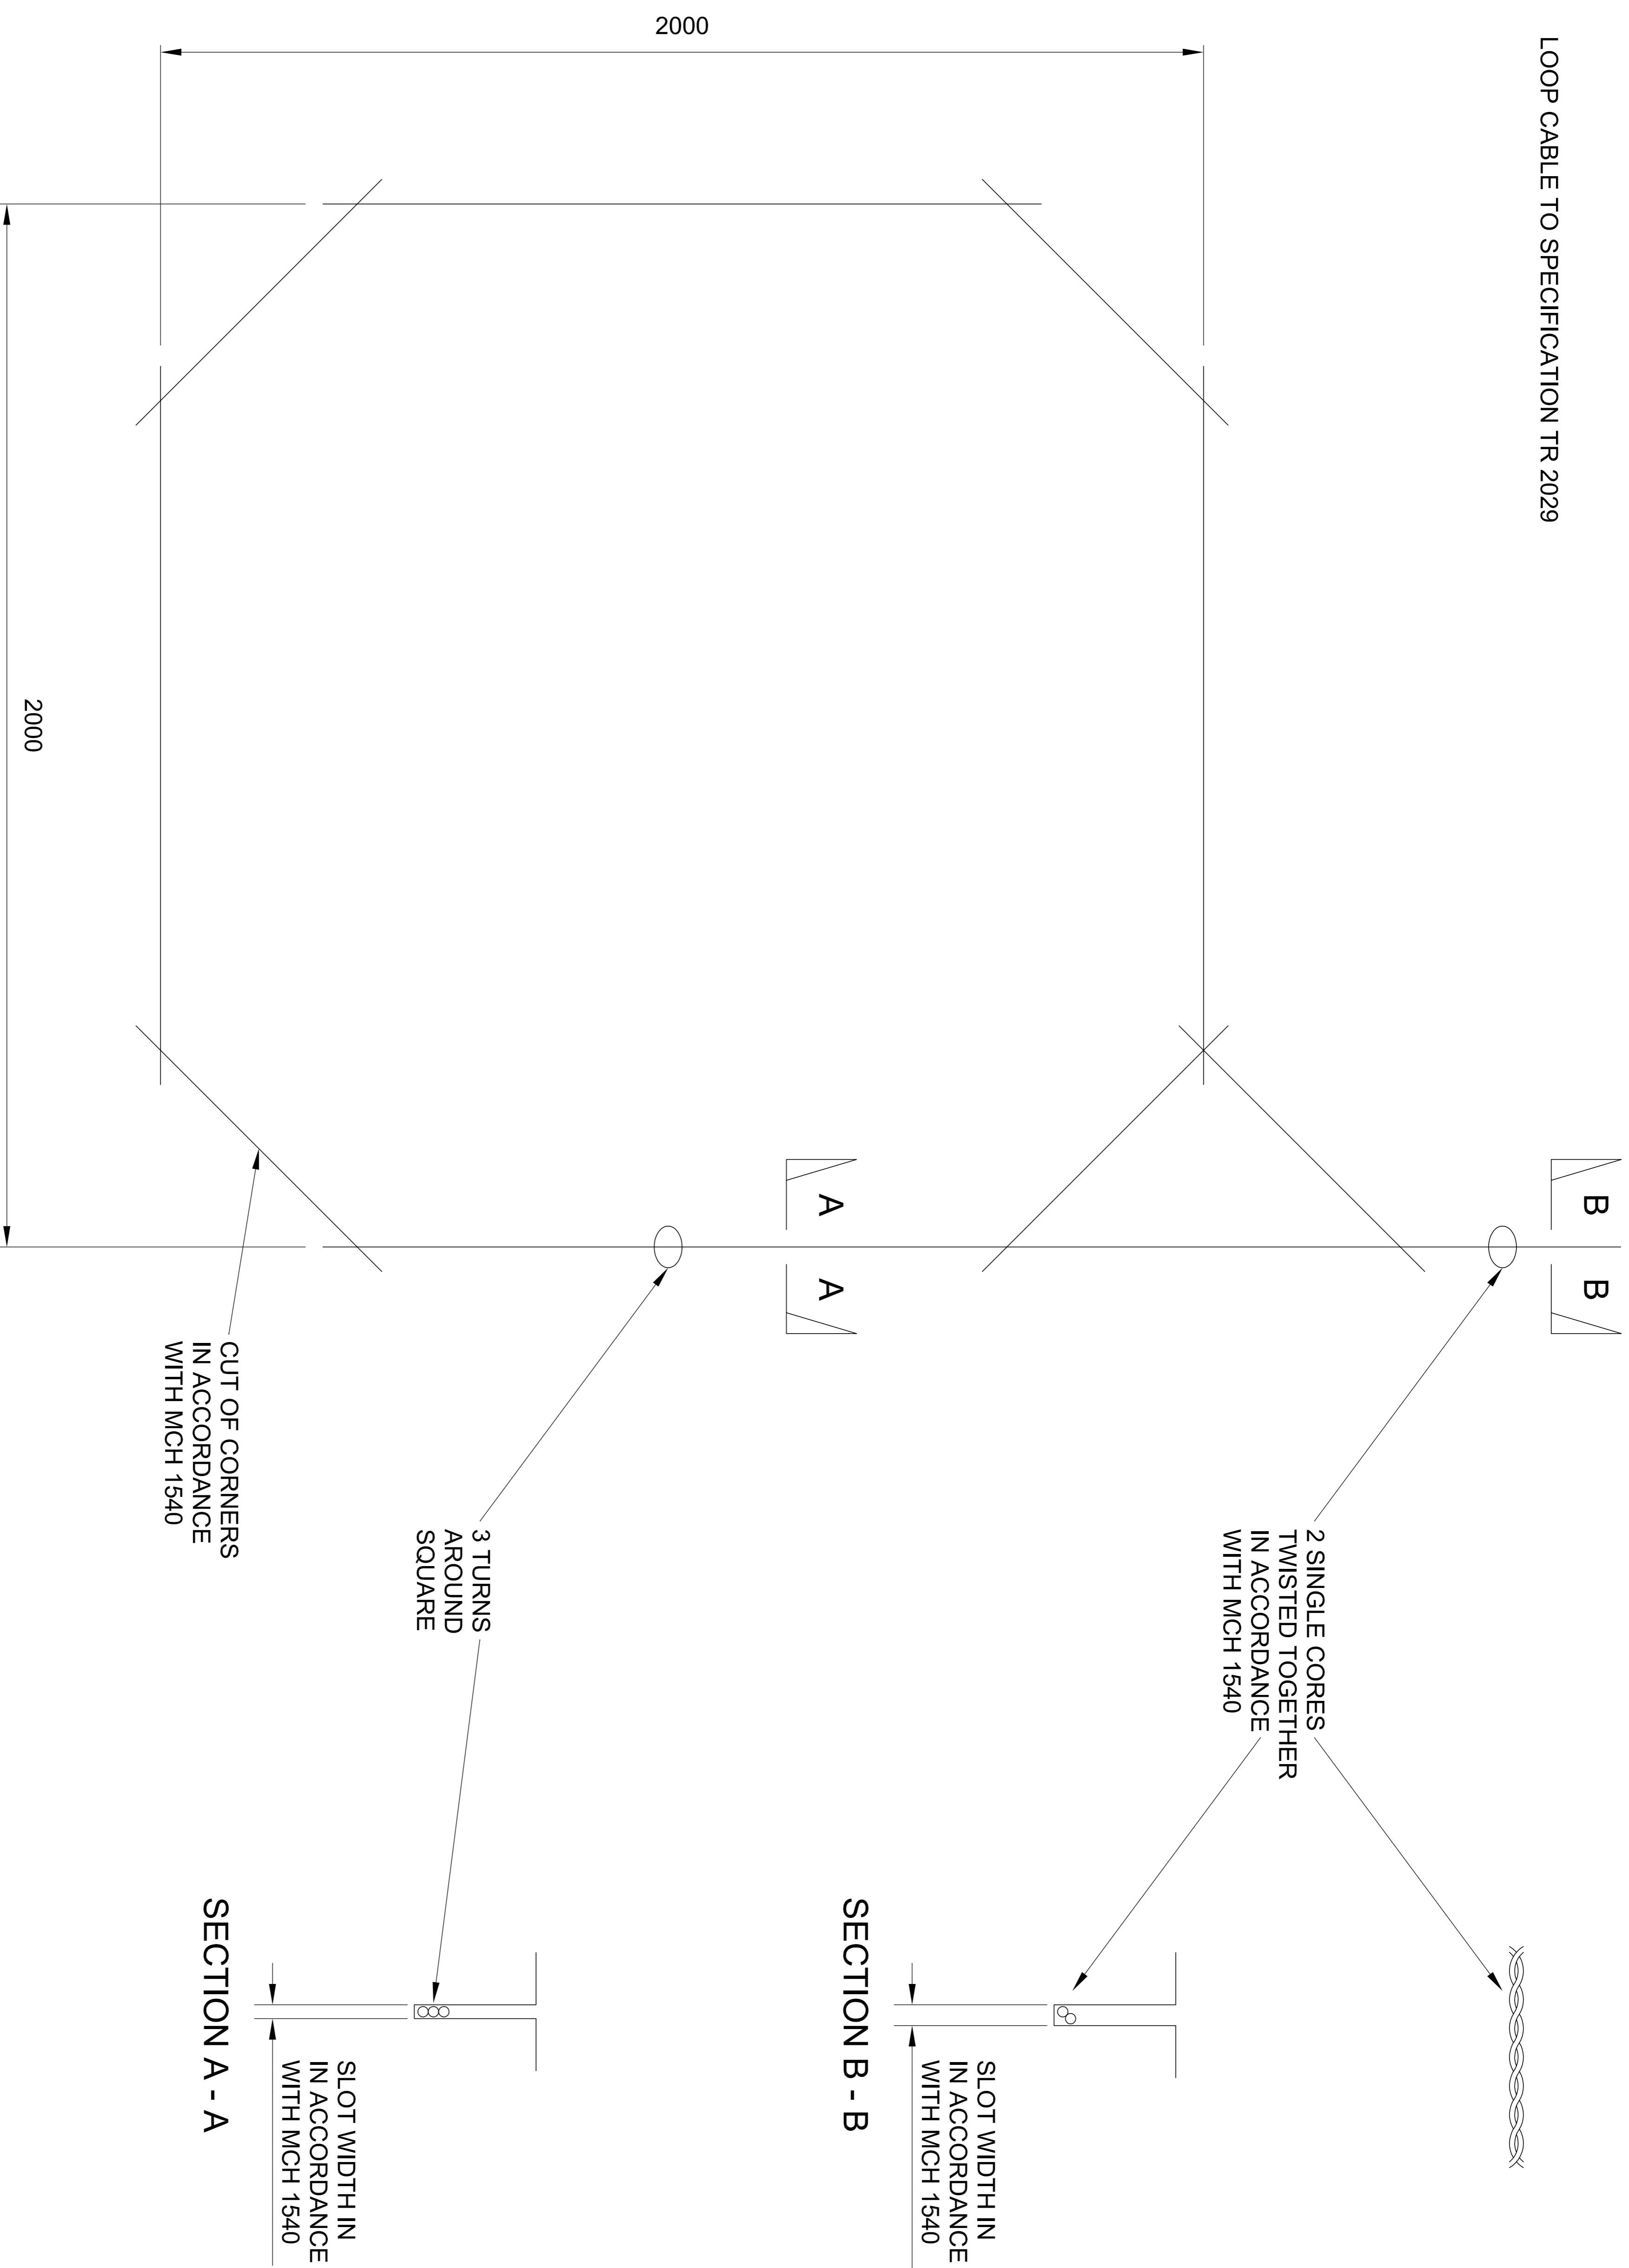 LOOP CABLE TO SPECIFICATION TR 2029
2000
2000
B
B
A
A
2 SINGLE CORES
TWISTED TOGETHER
IN ACCORDANCE
WITH MCH 1540
3 TURNS
AROUND
SQUARE
CUT OF CORNERS
IN ACCORDANCE
WITH MCH 1540
SLOT WIDTH IN
IN ACCORDANCE
WITH MCH 1540
SECTION B - B
SLOT WIDTH IN
IN ACCORDANCE
WITH MCH 1540
SECTION A - A